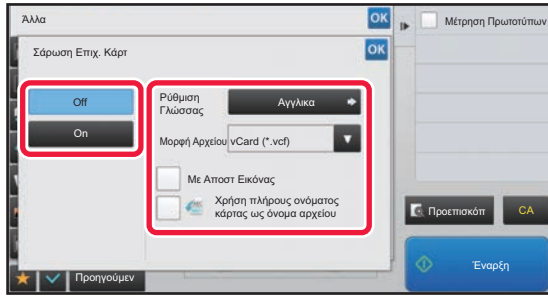 Άλλα
OK
Μέτρηση Πρωτοτύπων
Σάρωση Επιχ. Κάρτ
OK
Off
On
Ρύθμιση
Γλώσσας
Αγγλικα
Μορφή Αρχείου
vCard (*.vcf)
Με Αποστ Εικόνας
Χρήση πλήρους ονόματος
κάρτας ως όνομα αρχείου
Προεπισκόπ
CA
Έναρξη
Προηγούμεν